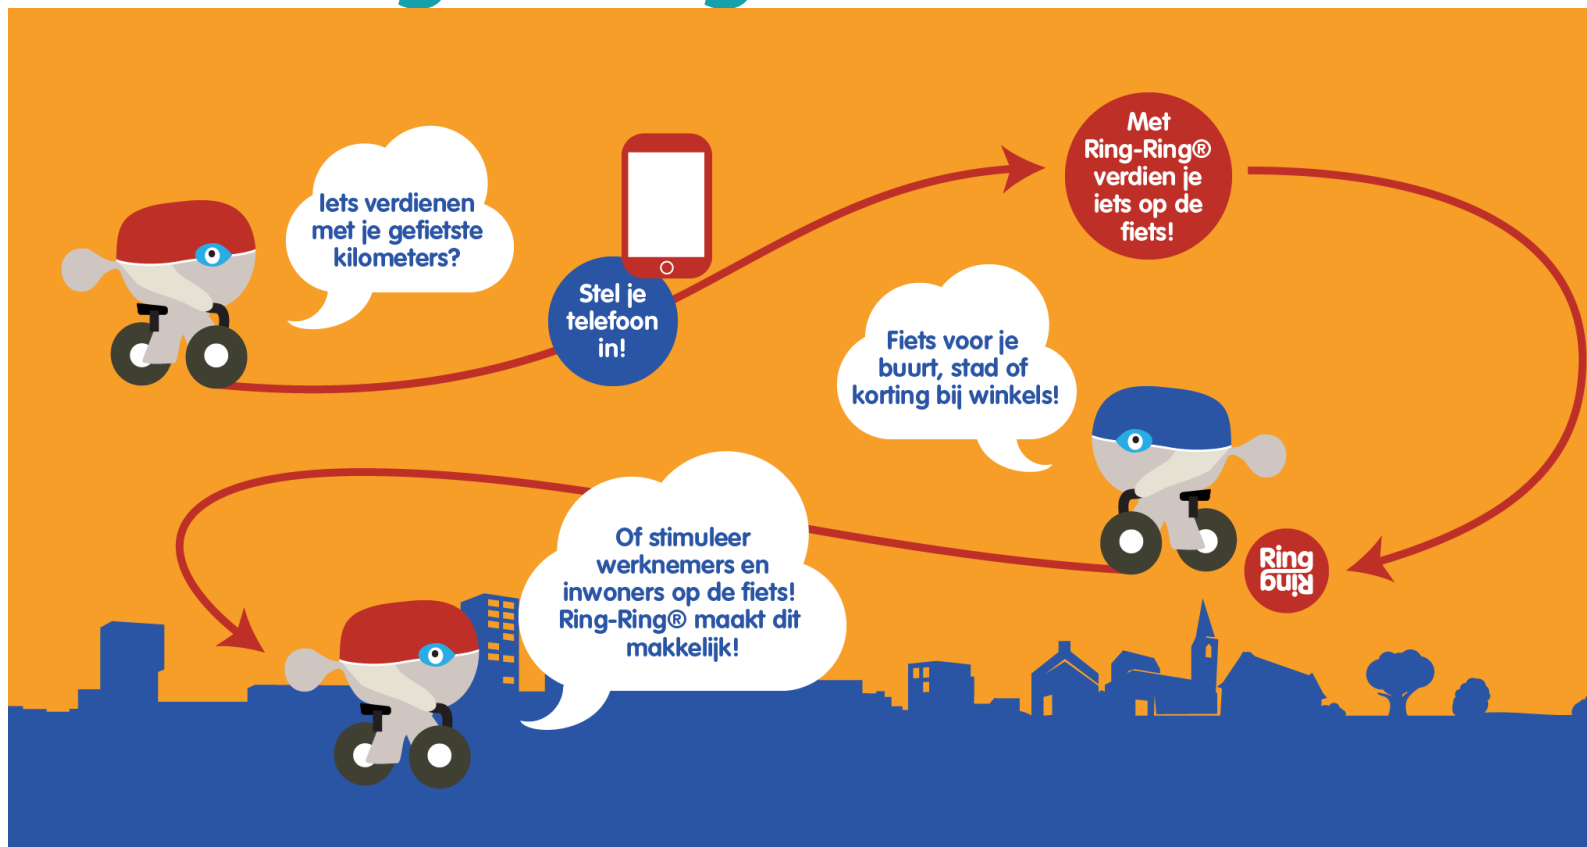 Iets verdienen
met je gefietste
kilometers?
Stel je
telefoon
in!
Met
Ring-Ring®
verdien je
iets op de
fiets!
Fiets voor je
buurt, stad of
korting bij winkels!
Ring
Ring
Of stimuleer
werknemers en
inwoners op de fiets!
Ring-Ring® maakt dit
makkelijk!